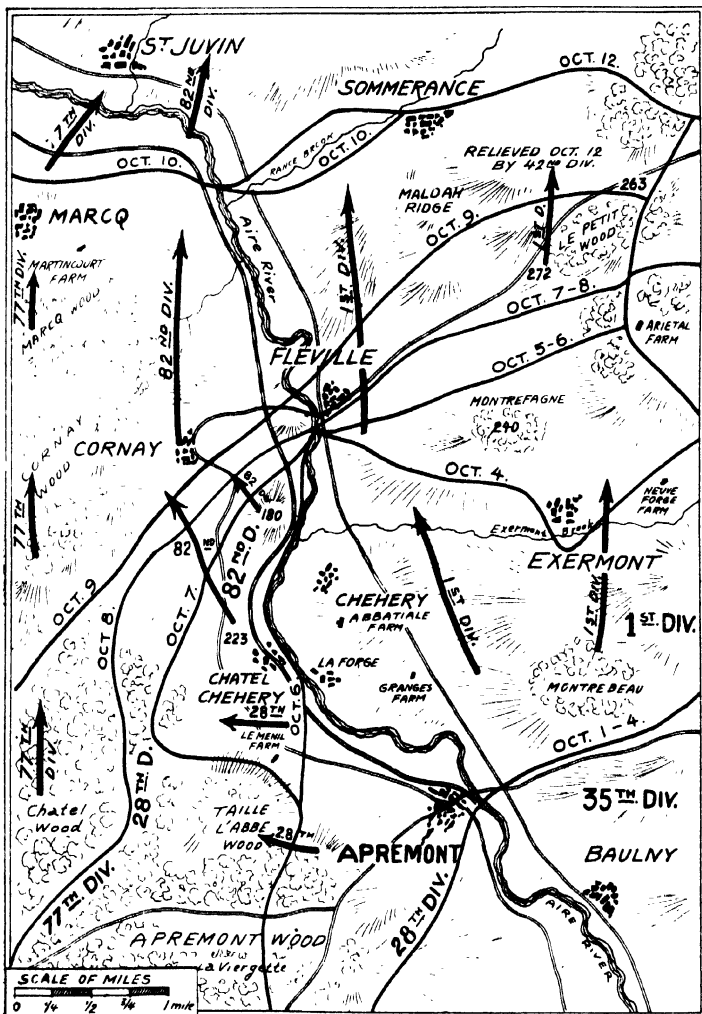 ST. JUVIN
82ND DIV.
77TH DIV.
SOMMERANCE
OCT. 12.
OCT. 10.
RANCE BROOK
OCT. 10.
RELIEVED OCT. 12
BY 42ND DIV.
263
MALDAH
RIDGE
OCT. 9.
1ST D.
LE PETIT
WOOD
272
MARCQ
MARTINCOURT
FARM
77TH DIV.
MARCQ WOOD
Aire River
82ND DIV.
1ST DIV.
OCT. 7-8.
OCT. 5-6.
ARIETAL
FARM
FLÉVILLE
MONTREFAGNE
240
CORNAY
CORNAY
WOOD
77TH DIV.
OCT. 4.
NEUVE
FORGE
FARM
Exermont Brook
EXERMONT
82 D.
180
82ND
82ND D.
OCT. 9
OCT. 8.
OCT. 7.
223
CHEHERY
ABBATIALE
FARM
1ST DIV.
1ST DIV.
1ST. DIV.
LA FORGE
GRANGES
FARM
MONTREBEAU
CHATEL
CHEHERY
OCT. 6
28TH
LE MENIL
FARM
77TH
DIV.
Chatel
Wood
28TH D.
77TH DIV.
OCT. 1-4.
35TH DIV.
TAILLE
L'ABBE
WOOD
28TH
APREMONT
BAULNY
28TH DIV.
AIRE RIVER
APREMONT WOOD
La Viergette
SCALE OF MILES
0 1/4 1/2 3/4 1 mile